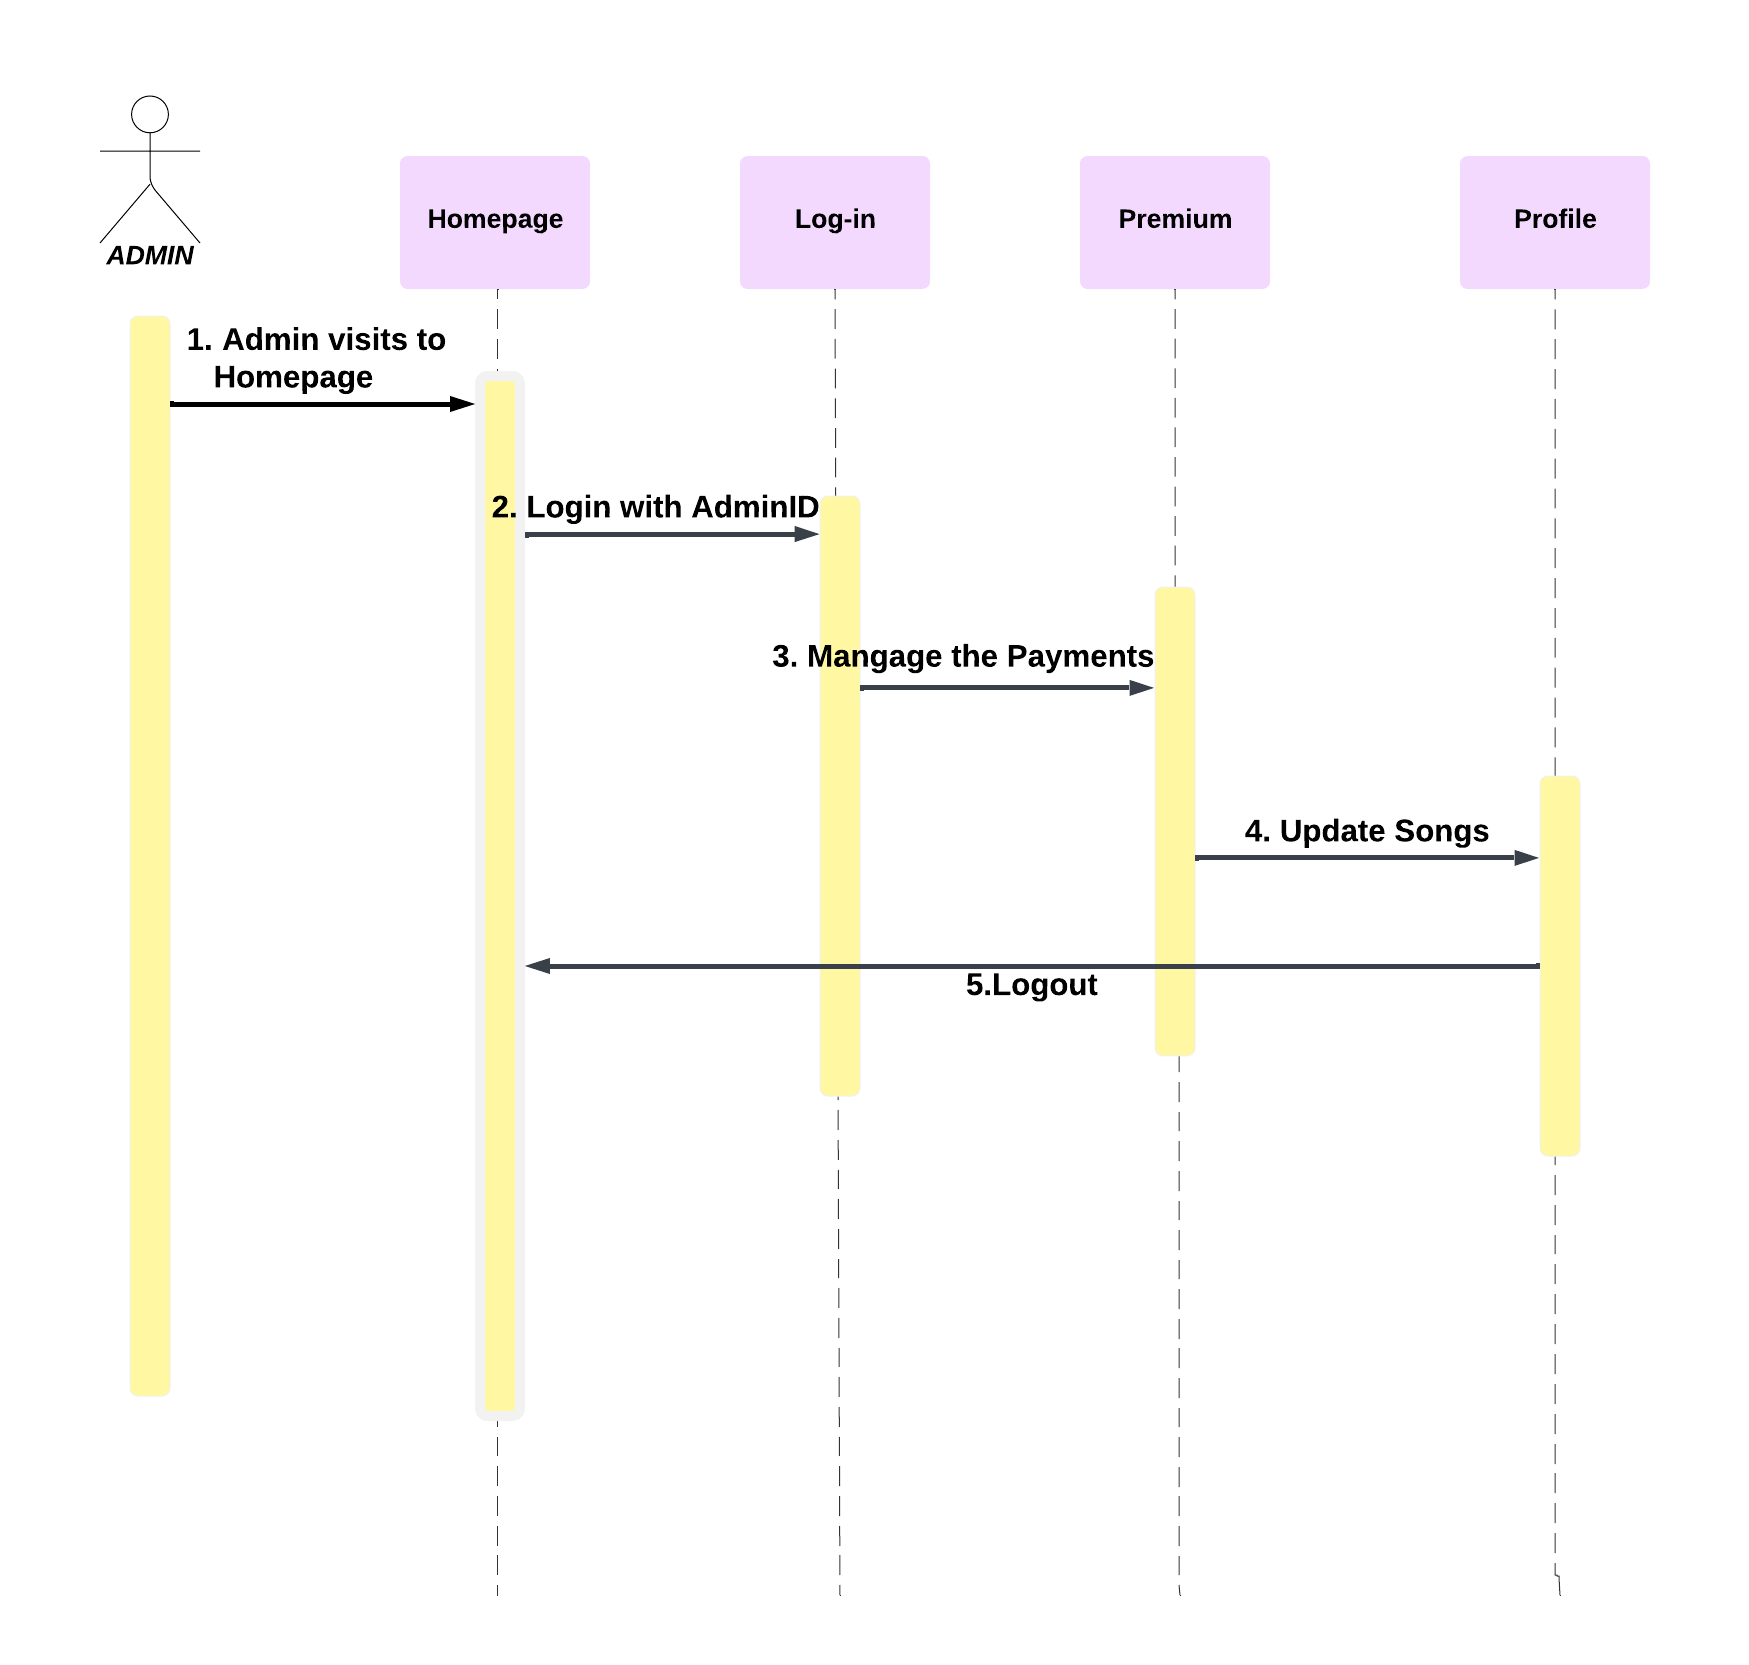 ADMIN
Homepage
Log-in
Premium
Profile
1. Admin visits to
Homepage
2. Login with AdminID
3. Mangage the Payments
4. Update Songs
5.Logout